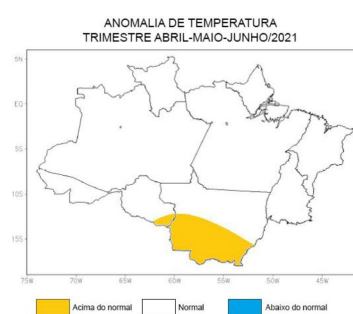 ANOMALIA DE TEMPERATURA
TRIMESTRE ABRIL-MAIO-JUNHO/2021
5N
EQ
5S
10S
15S
75W
70W
65W
60W
55W
50W
45W
Acima do normal
Normal
Abaixo do normal